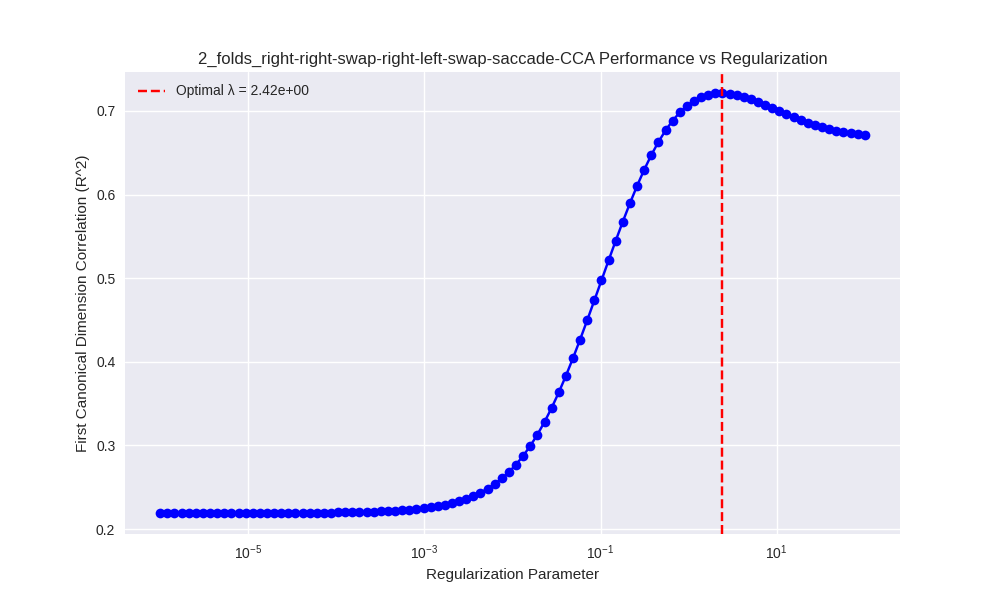 2_folds_right-right-swap-right-left-swap-saccade-CCA Performance vs Regularization
Optimal λ = 2.42e+00
First Canonical Dimension Correlation (R^2)
0.7
0.6
0.5
0.4
0.3
0.2
10⁻⁵ 10⁻³ 10⁻¹ 10¹
Regularization Parameter